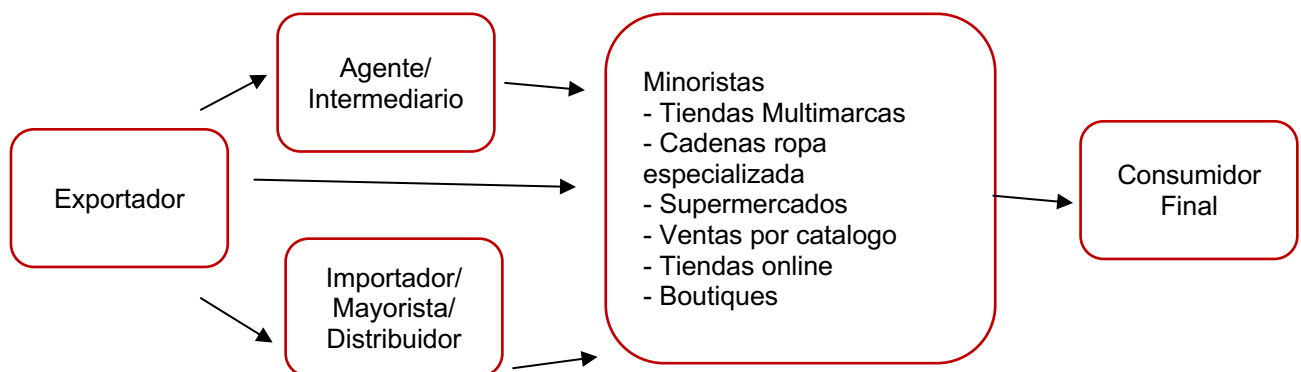 Exportador
Agente/
Intermediario
Importador/
Mayorista/
Distribuidor
Minoristas
- Tiendas Multimarcas
- Cadenas ropa
especializada
- Supermercados
- Ventas por catalogo
- Tiendas online
- Boutiques
Consumidor
Final